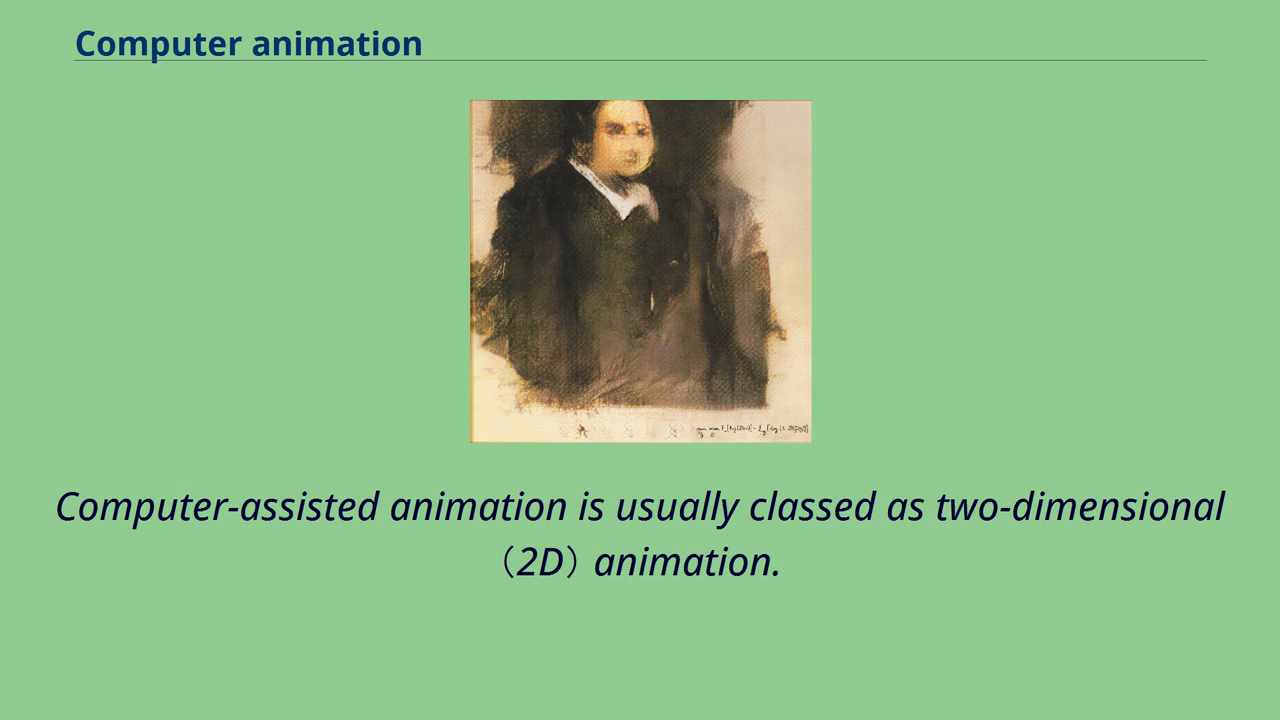 Computer animation
Computer-assisted animation is usually classed as two-dimensional
（2D） animation.